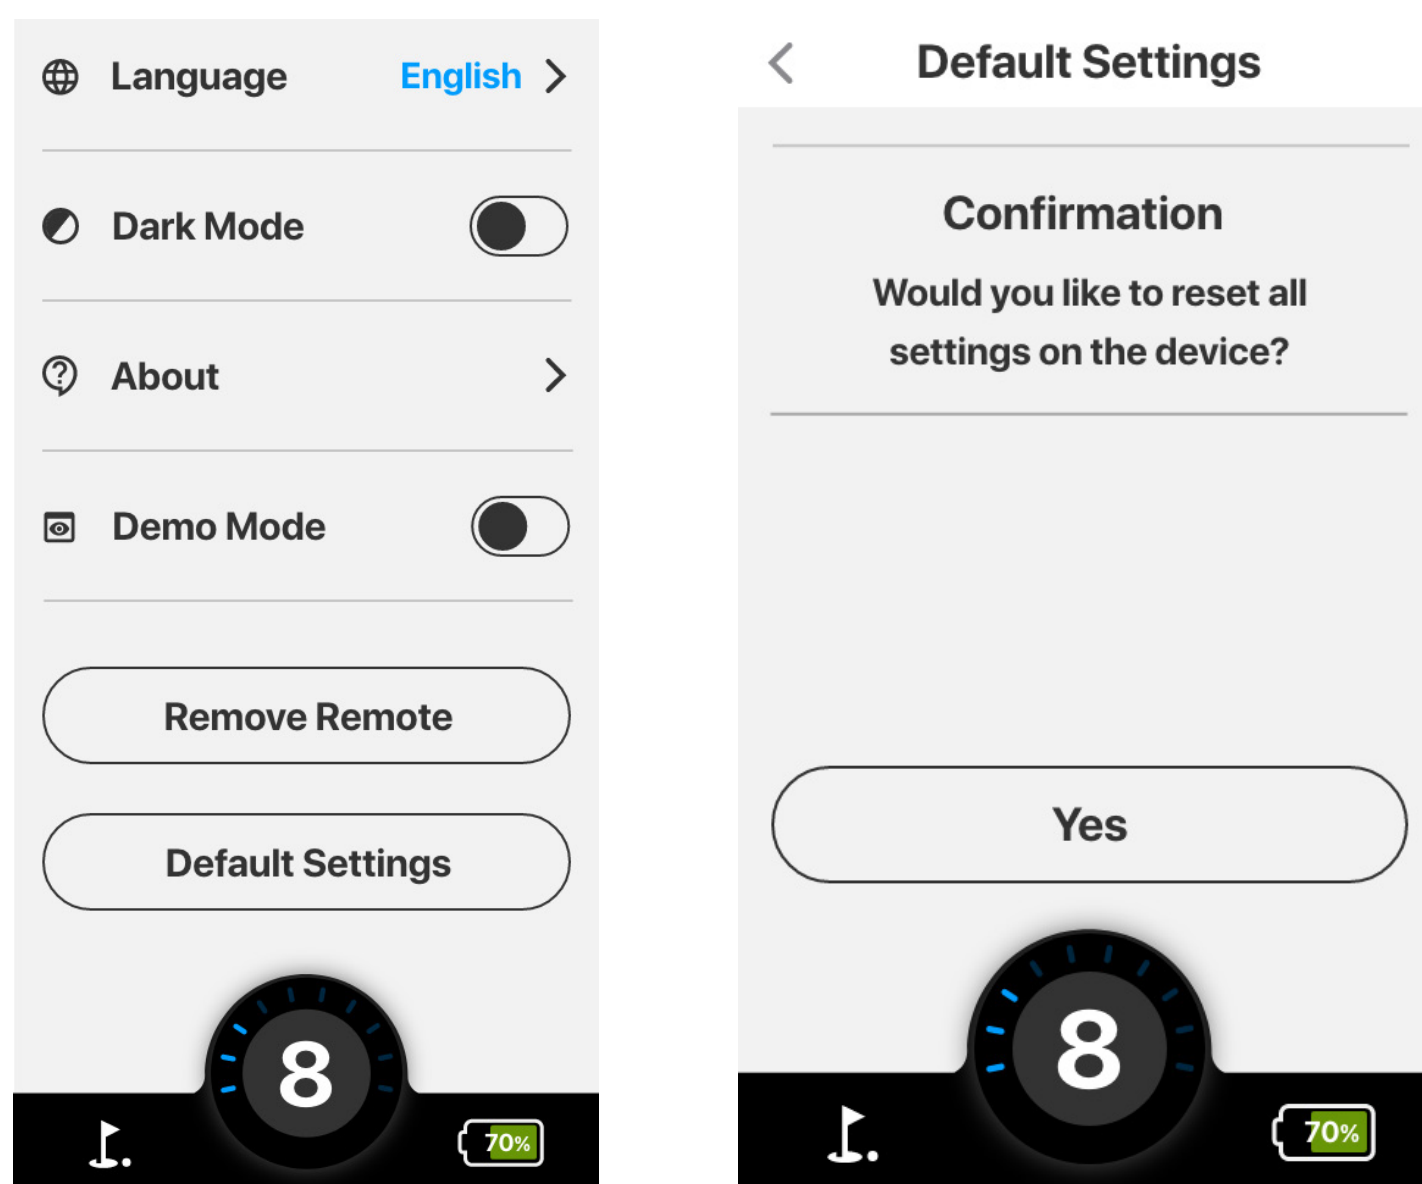 Language English
Dark Mode
About
Demo Mode
Remove Remote
Default Settings
8
70%
Default Settings
Confirmation
Would you like to reset all
settings on the device?
Yes
8
70%